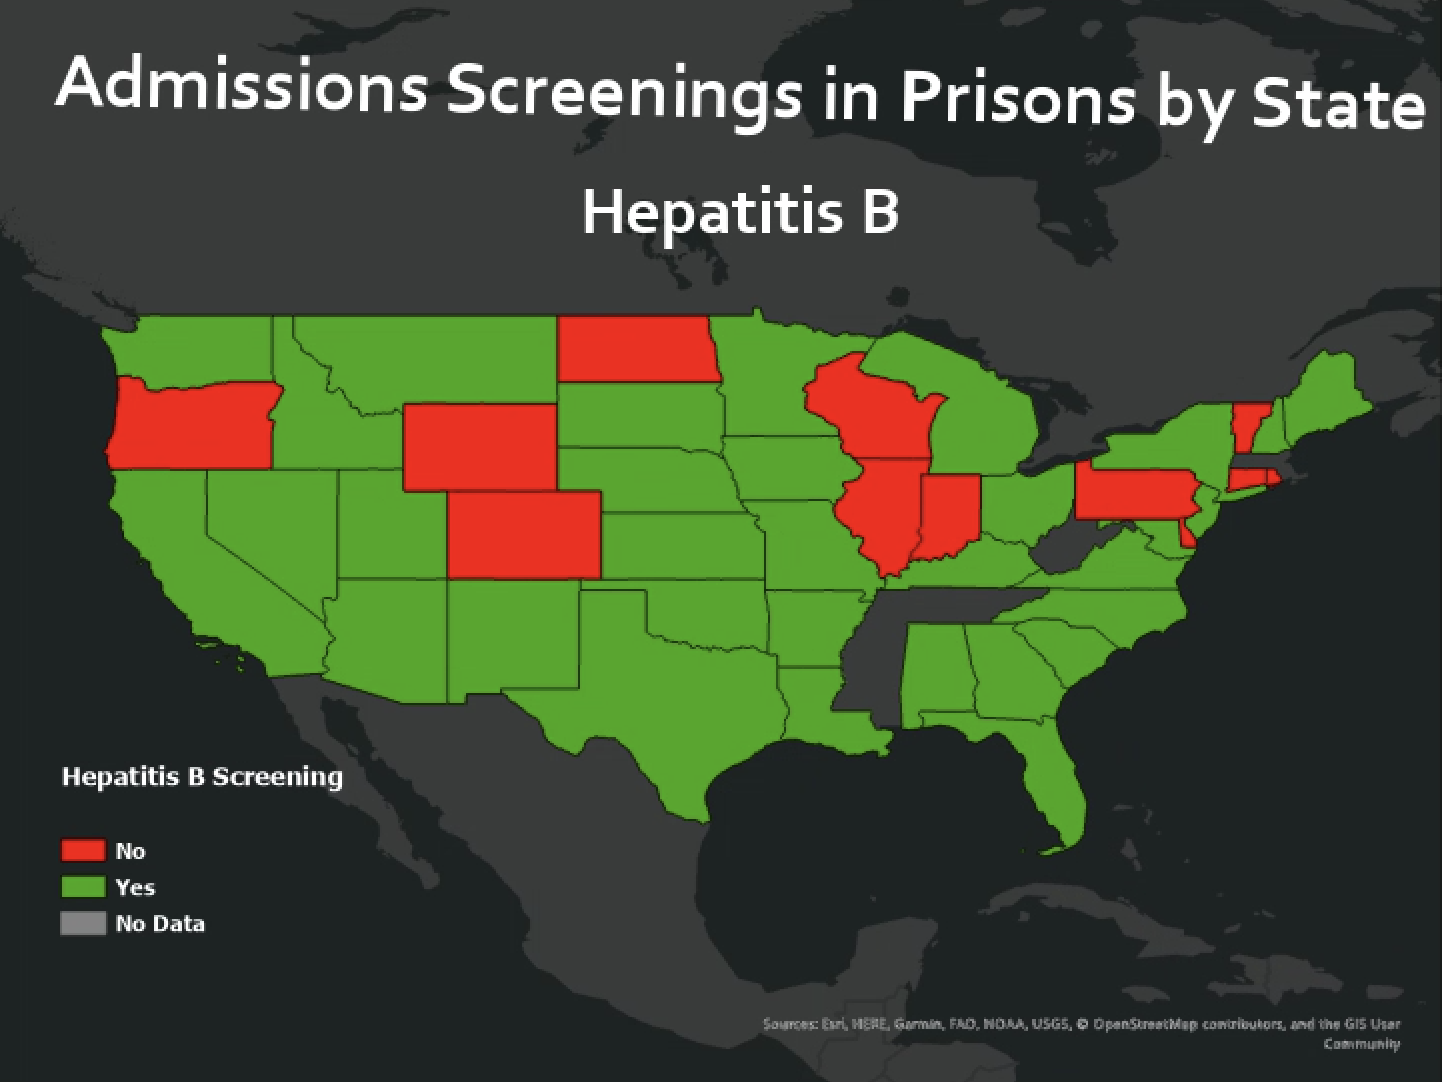 Admissions Screenings in Prisons by State
Hepatitis B
Hepatitis B Screening
No
Yes
No Data
Sources: Esri, HERE, Garmin, FAO, NOAA, USGS, © OpenStreetMap contributors, and the GIS User
Community